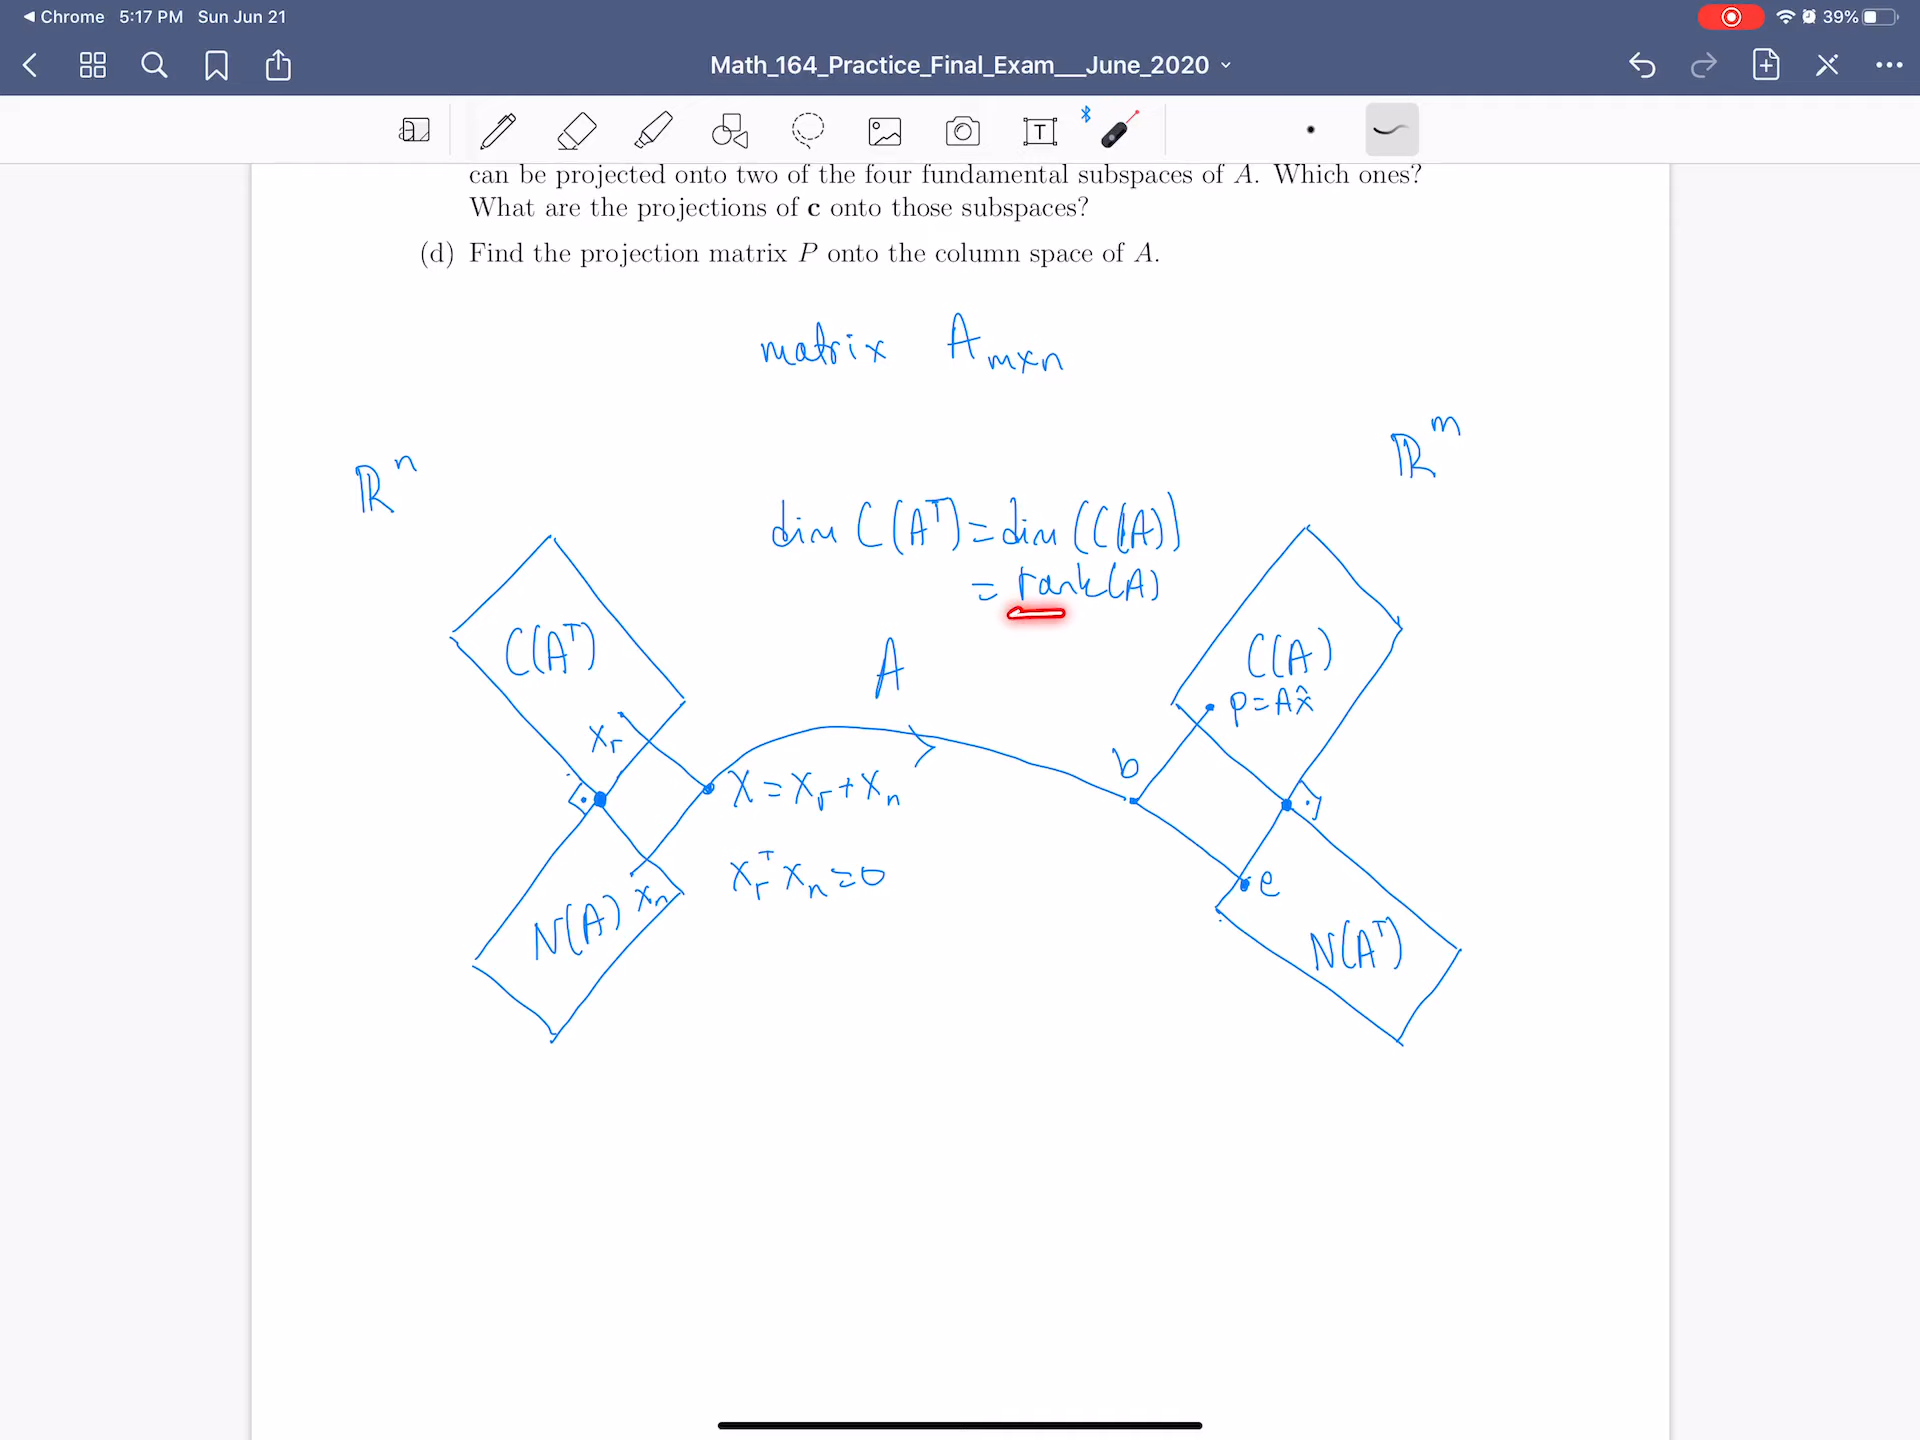 Chrome 5:17 PM Sun Jun 21 39%
Math_164_Practice_Final_Exam___June_2020
can be projected onto two of the four fundamental subspaces of A. Which ones?
What are the projections of c onto those subspaces?
(d) Find the projection matrix P onto the column space of A.
matrix A_{m×n}
ℝ^n
ℝ^m
dim C(A^T) = dim (C(A))
= rank(A)
C(A^T)
A
C(A)
p = Ax̂
x_r
b
x = x_r + x_n
x_r^T x_n = 0
e
N(A) x_n
N(A^T)